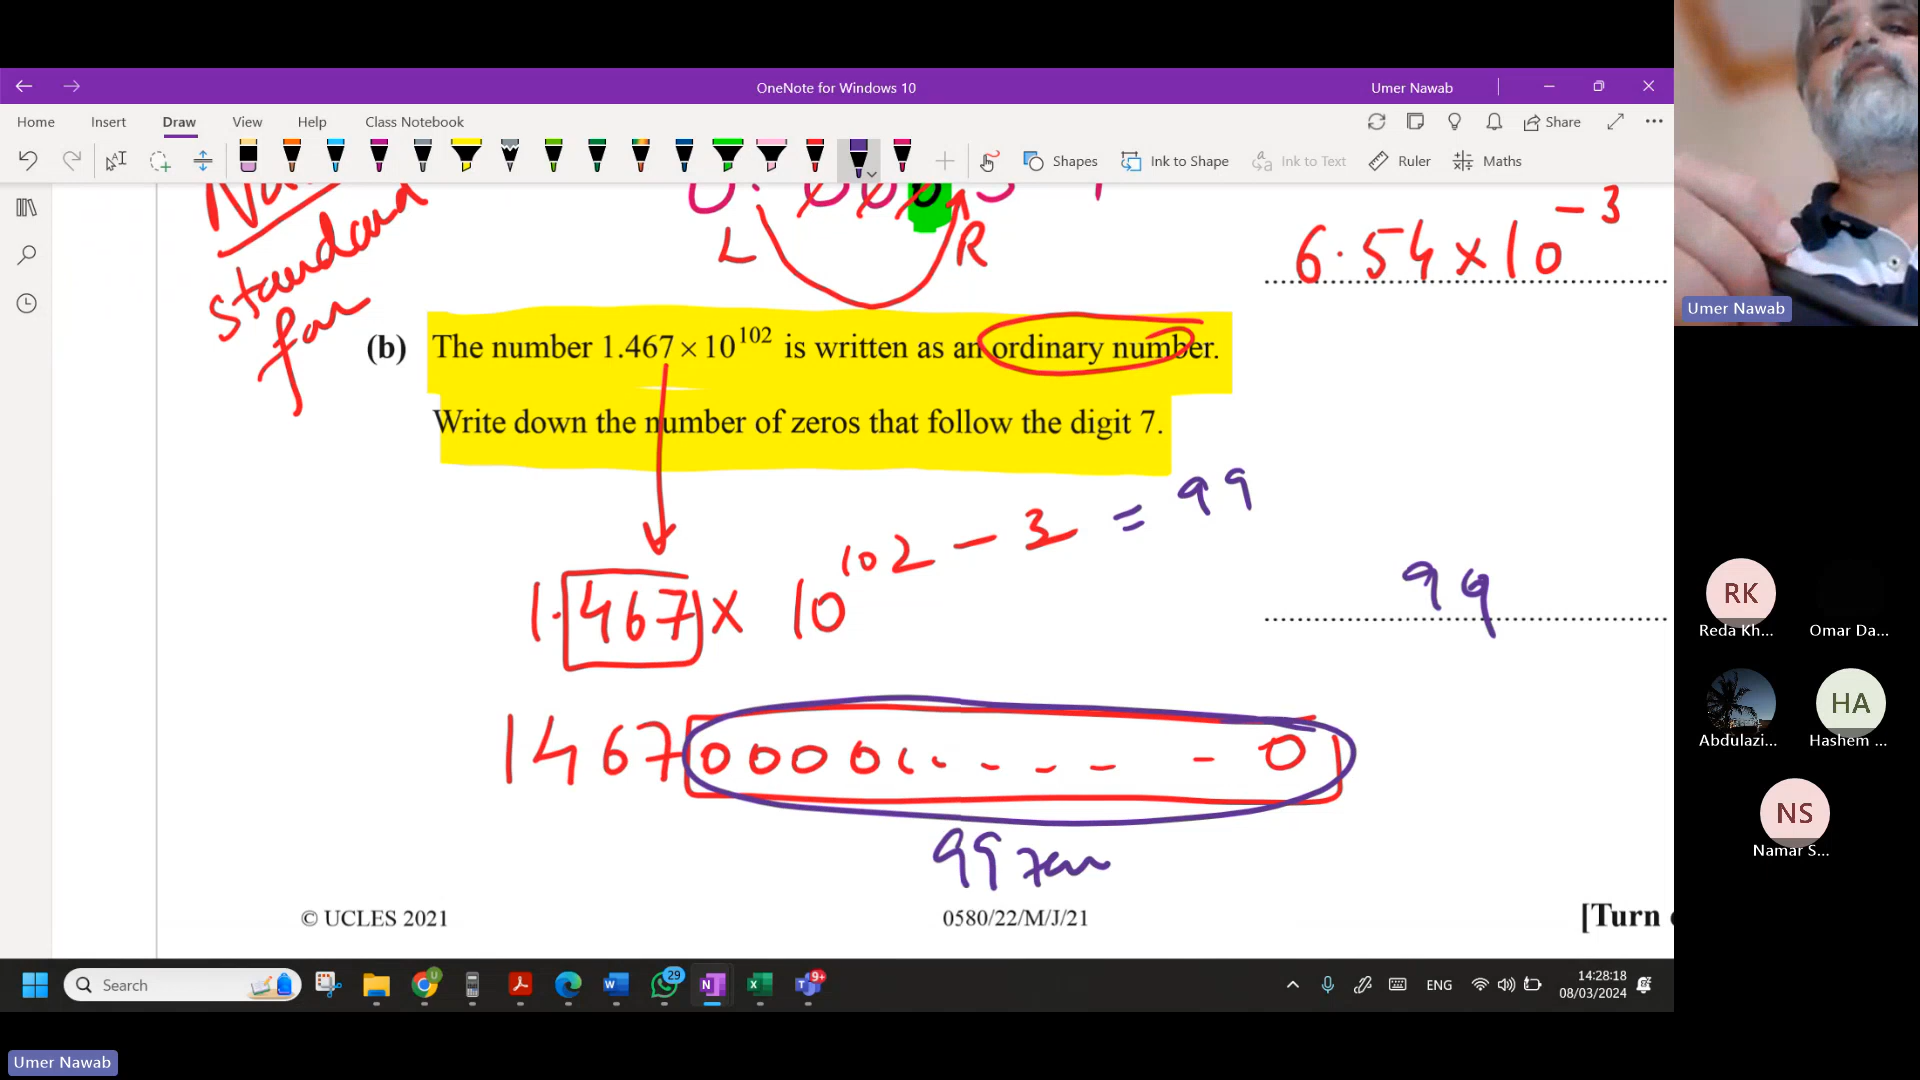 OneNote for Windows 10
Umer Nawab
Home Insert Draw View Help Class Notebook
Share
Shapes Ink to Shape Ink to Text Ruler Maths
standard
for
L R
6.54 × 10⁻³
(b) The number 1.467 × 10¹⁰² is written as an ordinary number.
Write down the number of zeros that follow the digit 7.
1.467 × 10¹⁰² ⁻ ³ = 99
99
1467 0000 . . - - - - 0
99
© UCLES 2021 0580/22/M/J/21 [Turn
Umer Nawab
RK
Reda Kh... Omar Da...
HA
Abdulazi... Hashem ...
NS
Namar S...
Search
29
9+
ENG
14:28:18
08/03/2024
Umer Nawab